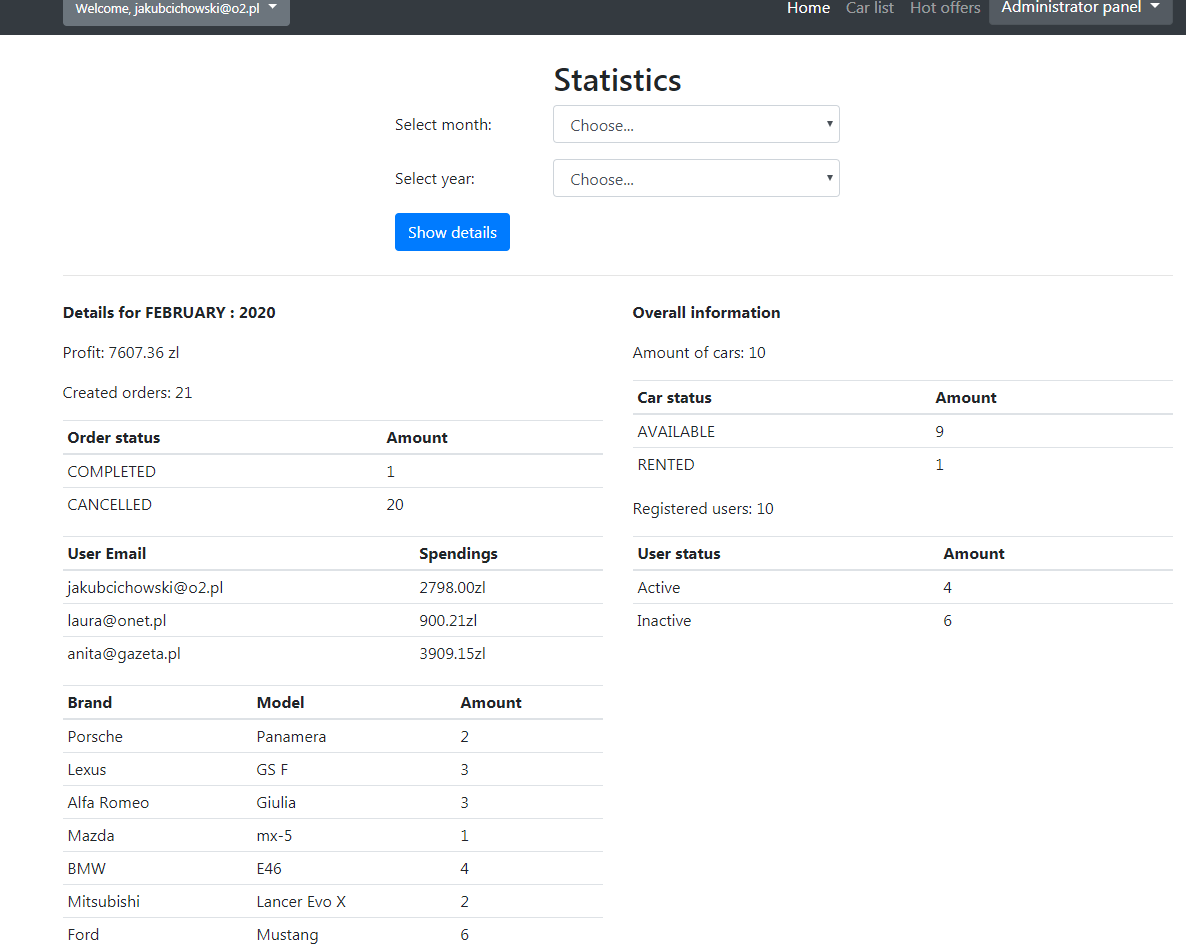 Welcome, jakubcichowski@o2.pl
Home Car list Hot offers Administrator panel
Statistics
Select month: Choose...
Select year: Choose...
Show details
Details for FEBRUARY : 2020
Profit: 7607.36 zl
Created orders: 21
Order status Amount
COMPLETED 1
CANCELLED 20
User Email Spendings
jakubcichowski@o2.pl 2798.00zl
laura@onet.pl 900.21zl
anita@gazeta.pl 3909.15zl
Brand Model Amount
Porsche Panamera 2
Lexus GS F 3
Alfa Romeo Giulia 3
Mazda mx-5 1
BMW E46 4
Mitsubishi Lancer Evo X 2
Ford Mustang 6
Overall information
Amount of cars: 10
Car status Amount
AVAILABLE 9
RENTED 1
Registered users: 10
User status Amount
Active 4
Inactive 6